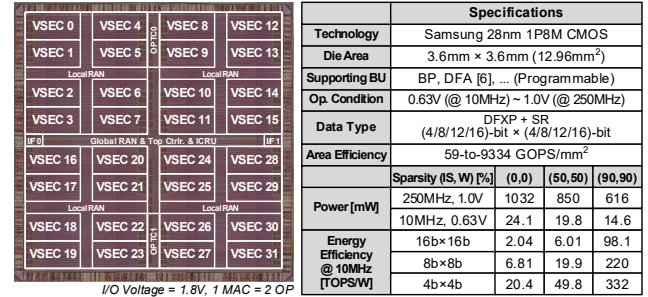 VSEC 0 VSEC 4 OPTC0 VSEC 8 VSEC 12
VSEC 1 VSEC 5 VSEC 9 VSEC 13
Local RAN Local RAN
VSEC 2 VSEC 6 VSEC 10 VSEC 14
VSEC 3 VSEC 7 VSEC 11 VSEC 15
IF 0 Global RAN & Top Ctrlr. & ICRU IF 1
VSEC 16 VSEC 20 VSEC 24 VSEC 28
VSEC 17 VSEC 21 VSEC 25 VSEC 29
Local RAN Local RAN
VSEC 18 VSEC 22 OPTC1 VSEC 26 VSEC 30
VSEC 19 VSEC 23 VSEC 27 VSEC 31
I/O Voltage = 1.8V, 1 MAC = 2 OP
Specifications
Technology Samsung 28nm 1P8M CMOS
Die Area 3.6mm × 3.6mm (12.96mm²)
Supporting BU BP, DFA [6], ... (Programmable)
Op. Condition 0.63V (@ 10MHz) ~ 1.0V (@ 250MHz)
Data Type DFXP + SR
(4/8/12/16)-bit × (4/8/12/16)-bit
Area Efficiency 59-to-9334 GOPS/mm²
Power [mW] Sparsity (IS, W) [%] (0,0) (50,50) (90,90)
250MHz, 1.0V 1032 850 616
10MHz, 0.63V 24.1 19.8 14.6
Energy Efficiency @ 10MHz [TOPS/W] 16b×16b 2.04 6.01 98.1
8b×8b 6.81 19.9 220
4b×4b 20.4 49.8 332